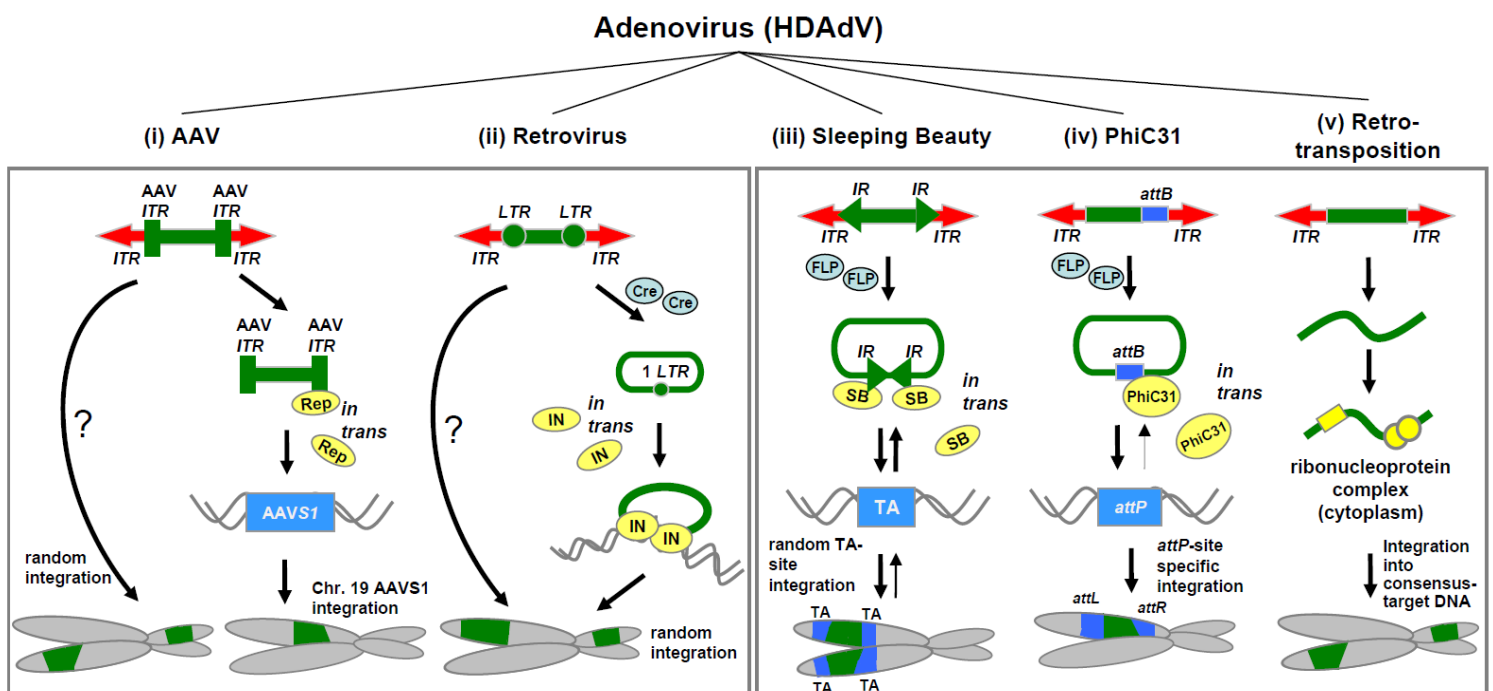 Adenovirus (HDAdV)
(i) AAV
(ii) Retrovirus
(iii) Sleeping Beauty
(iv) PhiC31
(v) Retro-
transposition
AAV AAV
ITR ITR
ITR ITR
AAV AAV
ITR ITR
Rep
in
trans
Rep
?
AAVS1
random
integration
Chr. 19 AAVS1
integration
LTR LTR
ITR ITR
Cre
Cre
1 LTR
?
IN
in
trans
IN
IN
IN
random
integration
IR IR
ITR ITR
FLP
FLP
IR IR
SB
SB
in
trans
SB
TA
random TA-
site
integration
TA TA
TA TA
attB
ITR ITR
FLP
FLP
attB
PhiC31
in
trans
PhiC31
attP
attP-site
specific
integration
attL attR
ITR ITR
ribonucleoprotein
complex
(cytoplasm)
Integration
into
consensus-
target DNA